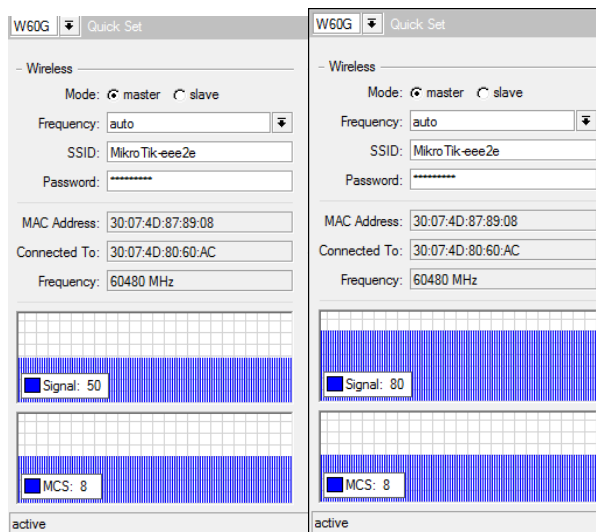 W60G Quick Set
Wireless
Mode: master slave
Frequency: auto
SSID: MikroTik-eee2e
Password: *********
MAC Address: 30:07:4D:87:89:08
Connected To: 30:07:4D:80:60:AC
Frequency: 60480 MHz
Signal: 50
MCS: 8
active
W60G Quick Set
Wireless
Mode: master slave
Frequency: auto
SSID: MikroTik-eee2e
Password: *********
MAC Address: 30:07:4D:87:89:08
Connected To: 30:07:4D:80:60:AC
Frequency: 60480 MHz
Signal: 80
MCS: 8
active